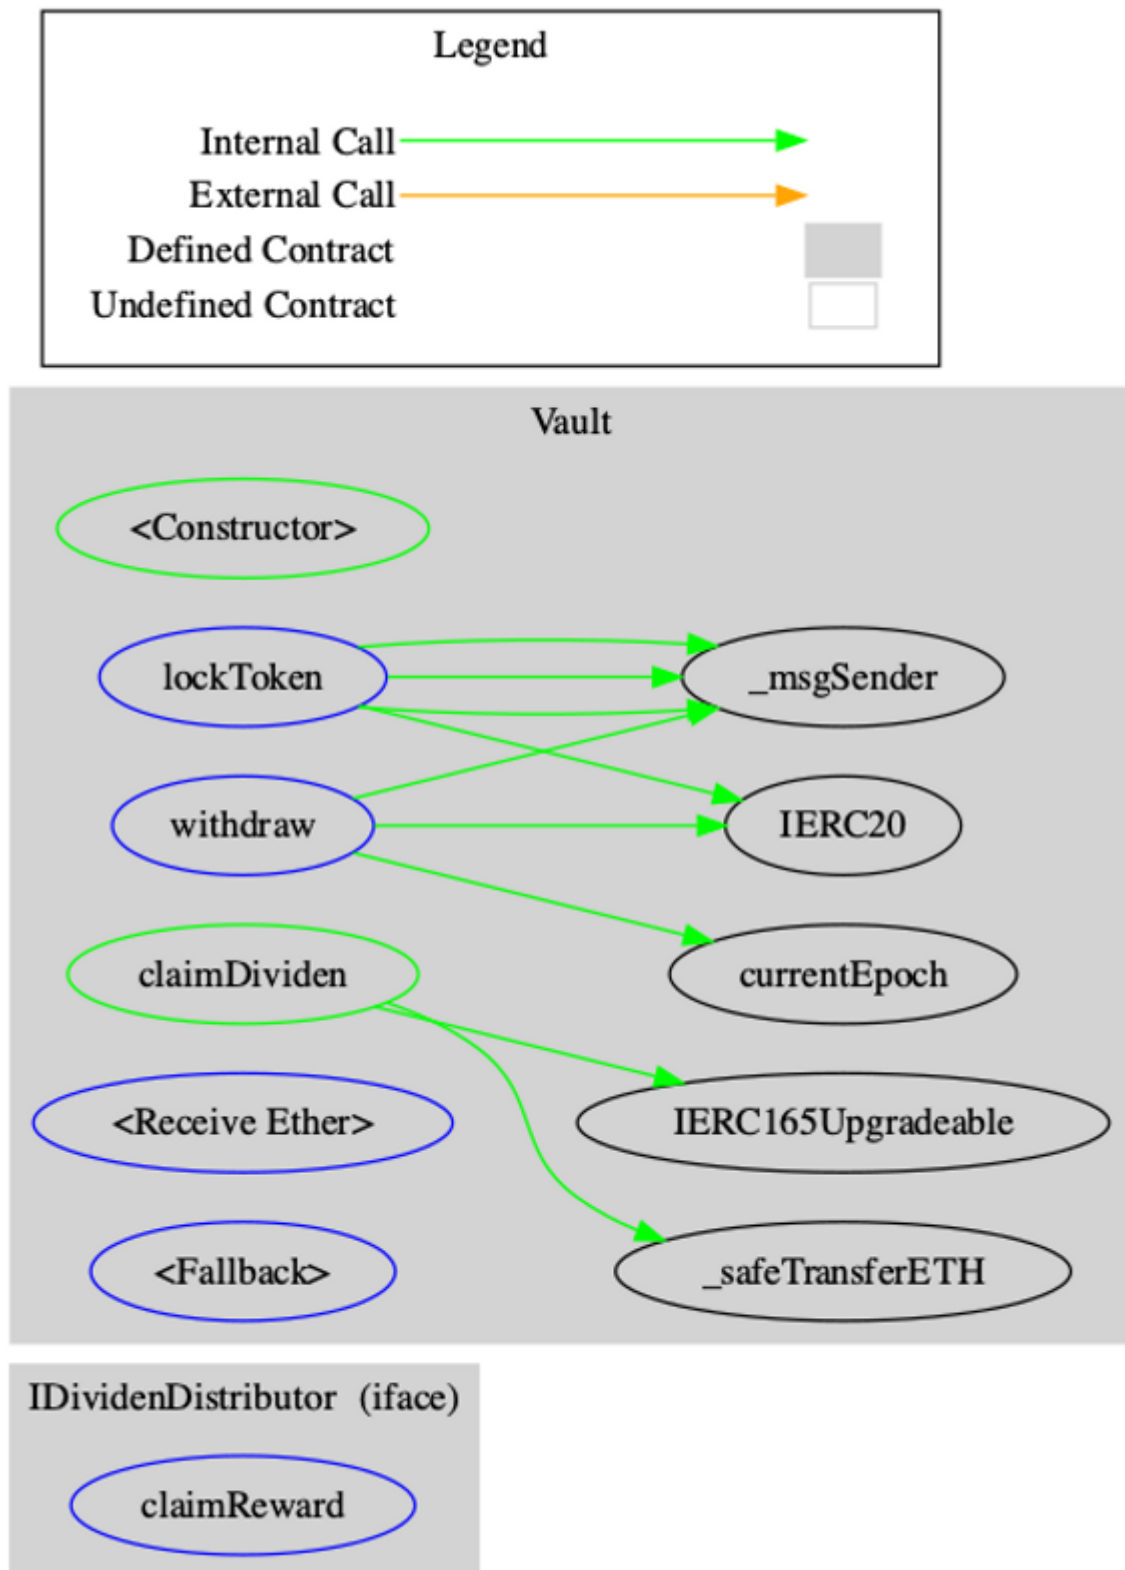 Legend
Internal Call
External Call
Defined Contract
Undefined Contract
Vault
<Constructor>
lockToken
_msgSender
withdraw
IERC20
claimDividen
currentEpoch
<Receive Ether>
IERC165Upgradeable
<Fallback>
_safeTransferETH
IDividenDistributor (iface)
claimReward